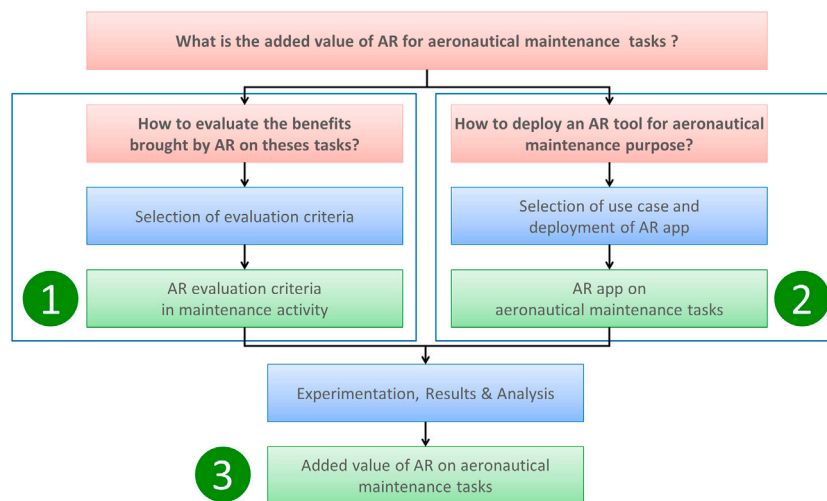 What is the added value of AR for aeronautical maintenance tasks ?
How to evaluate the benefits
brought by AR on theses tasks?
How to deploy an AR tool for aeronautical
maintenance purpose?
Selection of evaluation criteria
Selection of use case and
deployment of AR app
1
AR evaluation criteria
in maintenance activity
AR app on
aeronautical maintenance tasks
2
Experimentation, Results & Analysis
3
Added value of AR on aeronautical
maintenance tasks